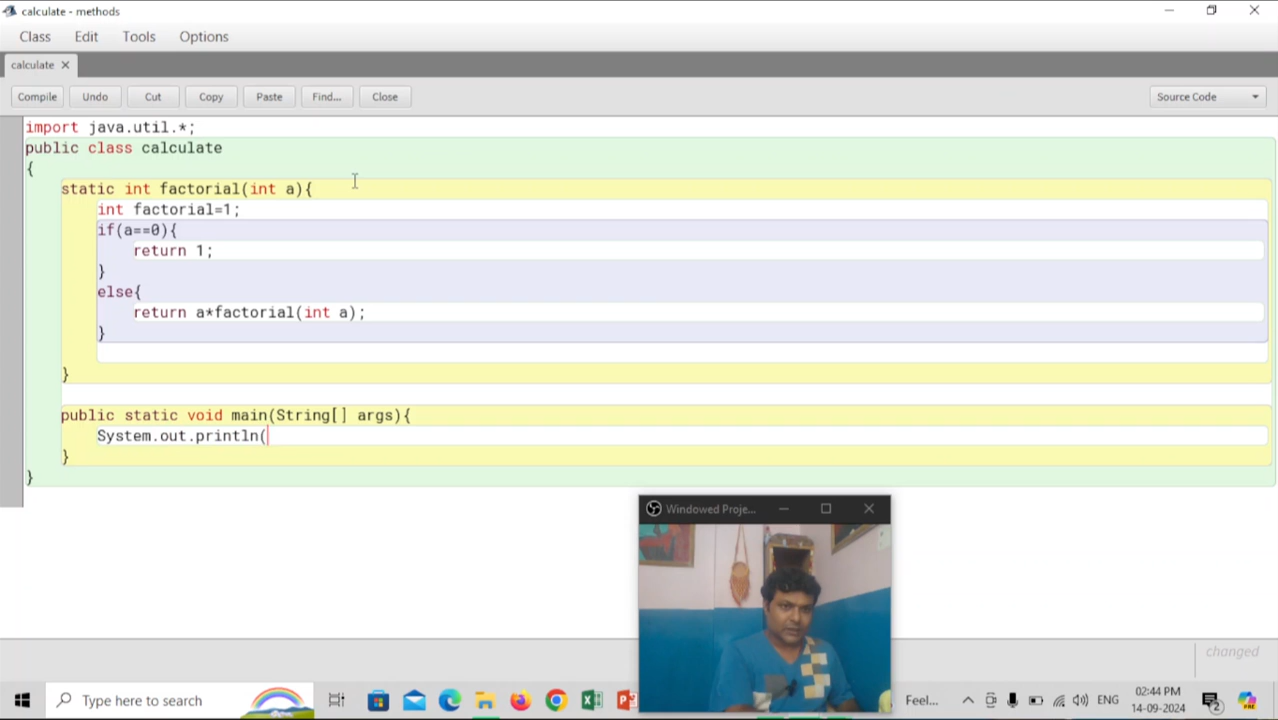 calculate - methods
Class Edit Tools Options
calculate
Compile Undo Cut Copy Paste Find... Close Source Code
import java.util.*;
public class calculate
{
static int factorial(int a){
int factorial=1;
if(a==0){
return 1;
}
else{
return a*factorial(int a);
}
}
public static void main(String[] args){
System.out.println(
}
}
Windowed Proje...
changed
Type here to search
Feel...
ENG
02:44 PM
14-09-2024
2
PRE